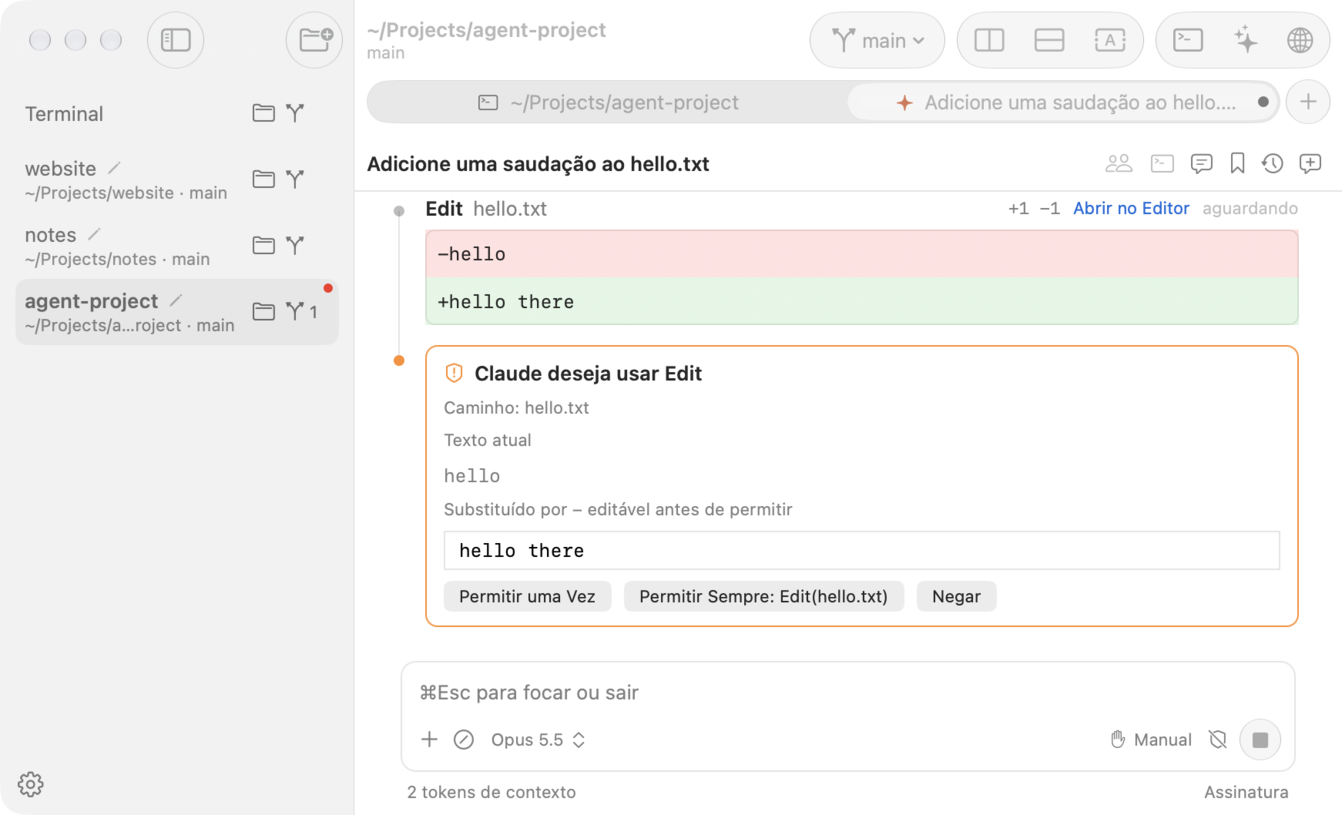 ~/Projects/agent-project
main
main
Terminal
website
~/Projects/website · main
notes
~/Projects/notes · main
agent-project
~/Projects/a...roject · main
1
~/Projects/agent-project
Adicione uma saudação ao hello....
Adicione uma saudação ao hello.txt
Edit hello.txt
+1 −1 Abrir no Editor aguardando
−hello
+hello there
Claude deseja usar Edit
Caminho: hello.txt
Texto atual
hello
Substituído por – editável antes de permitir
hello there
Permitir uma Vez
Permitir Sempre: Edit(hello.txt)
Negar
⌘Esc para focar ou sair
Opus 5.5
Manual
2 tokens de contexto
Assinatura